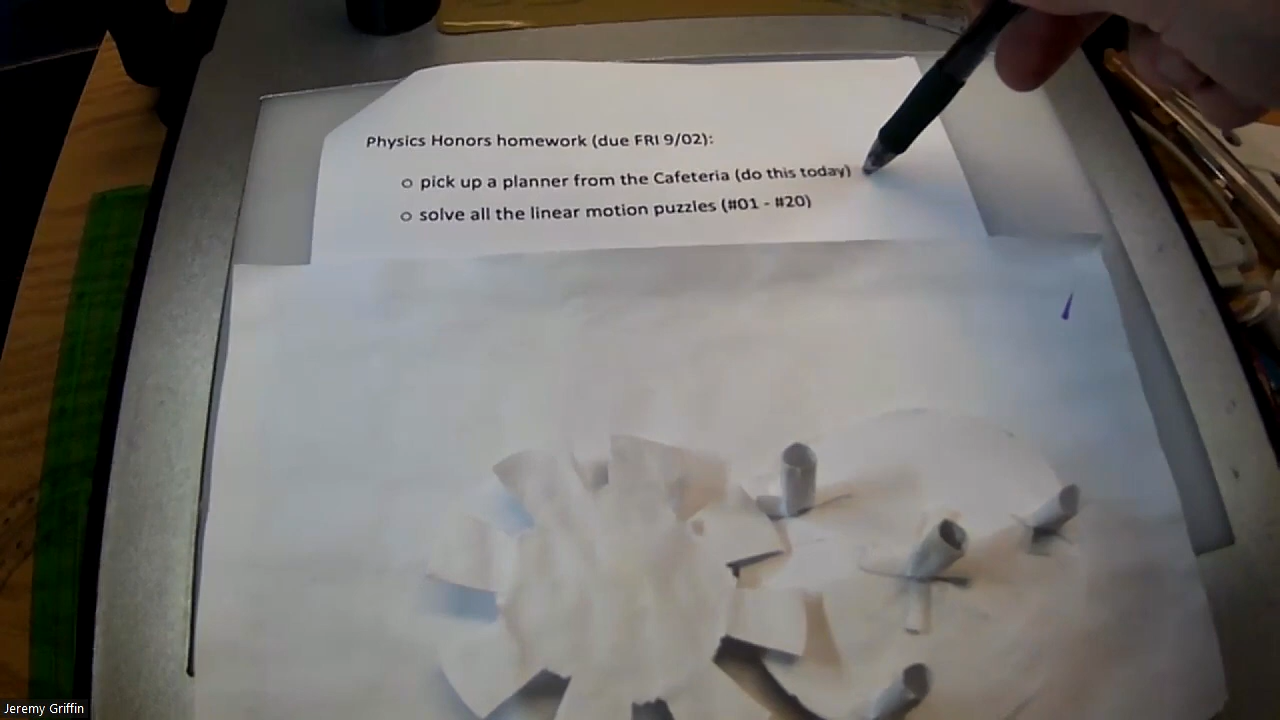 Physics Honors homework (due FRI 9/02):
o pick up a planner from the Cafeteria (do this today)
o solve all the linear motion puzzles (#01 - #20)
Jeremy Griffin